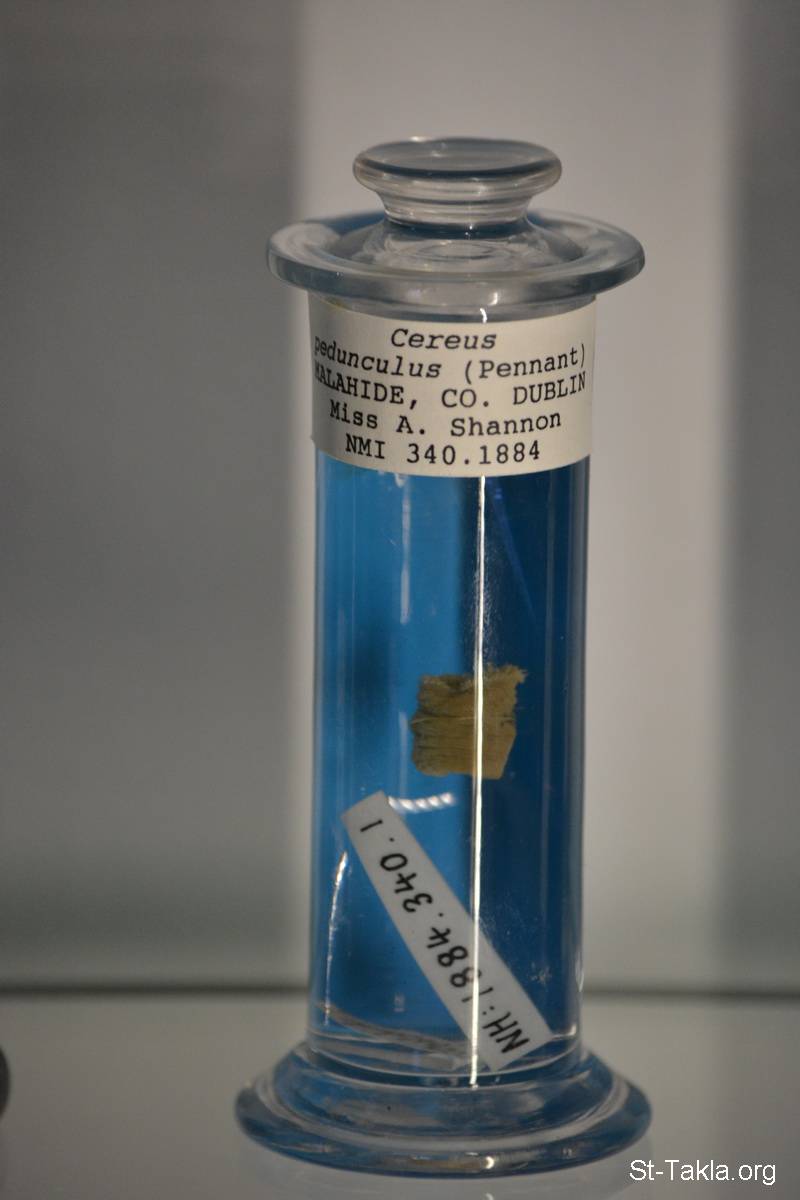 Cereus
pedunculus (Pennant)
MALAHIDE, CO. DUBLIN
Miss A. Shannon
NMI 340.1884
NH:1884.340.1
St-Takla.org